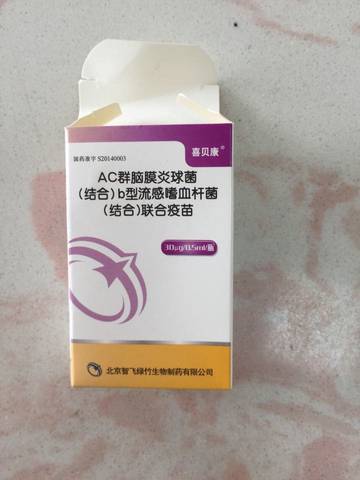 喜贝康®
国药准字 S20140003
AC群脑膜炎球菌
(结合)b型流感嗜血杆菌
(结合)联合疫苗
30μg/0.5ml/瓶
北京智飞绿竹生物制药有限公司